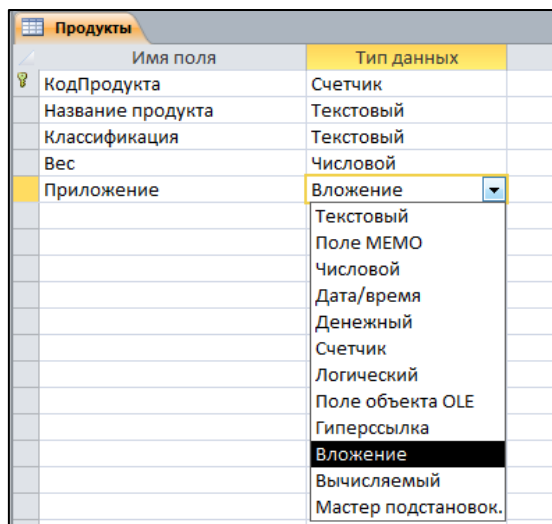 Продукты
Имя поля Тип данных
КодПродукта Счетчик
Название продукта Текстовый
Классификация Текстовый
Вес Числовой
Приложение Вложение
Текстовый
Поле МЕМО
Числовой
Дата/время
Денежный
Счетчик
Логический
Поле объекта OLE
Гиперссылка
Вложение
Вычисляемый
Мастер подстановок.